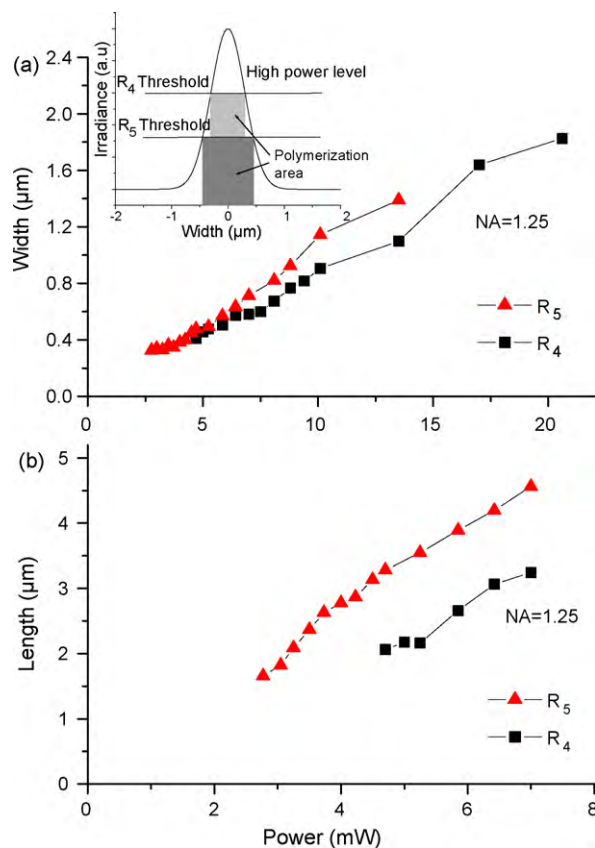 (a)
2.4
2.0
1.6
1.2
0.8
0.4
0.0
Width (μm)
Irradiance (a.u)
R4 Threshold
High power level
R5 Threshold
Polymerization
area
-2 -1 0 1 2
Width (μm)
NA=1.25
R5
R4
0 5 10 15 20
(b)
5
4
3
2
1
0
Length (μm)
NA=1.25
R5
R4
0 2 4 6 8
Power (mW)